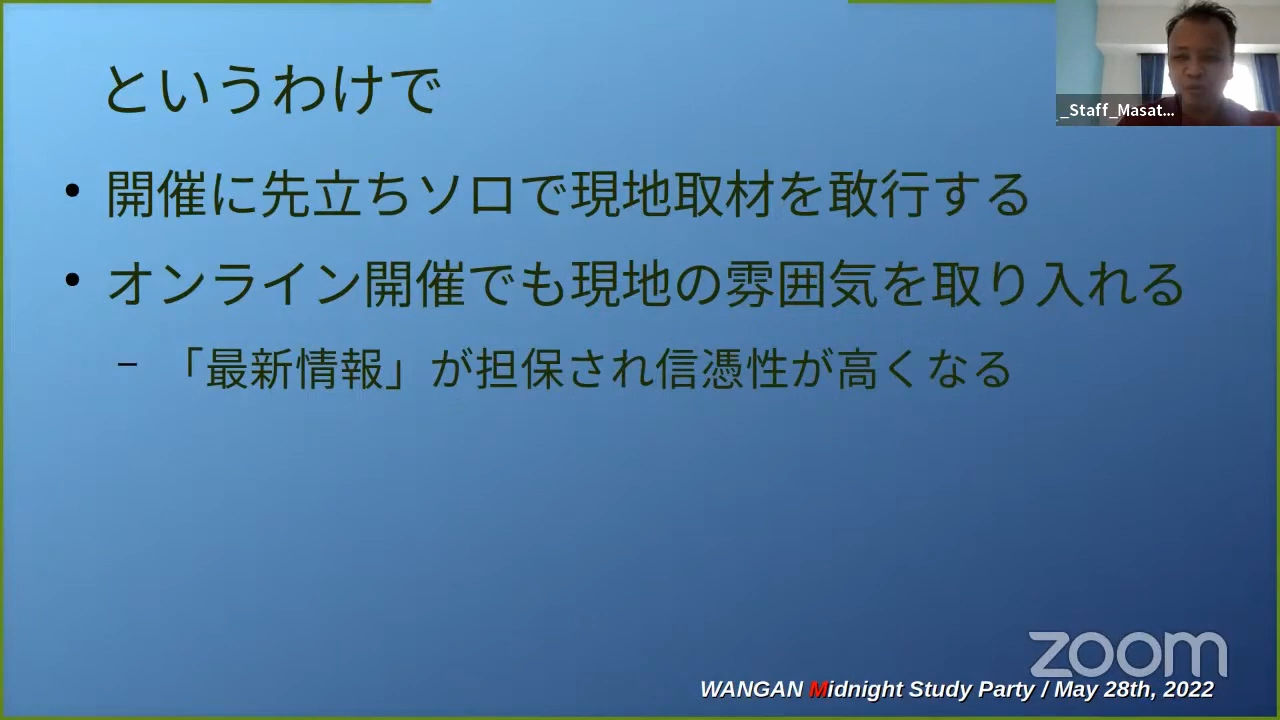 というわけで
• 開催に先立ちソロで現地取材を敢行する
• オンライン開催でも現地の雰囲気を取り入れる
– 「最新情報」が担保され信憑性が高くなる
_Staff_Masat...
zoom
WANGAN Midnight Study Party / May 28th, 2022